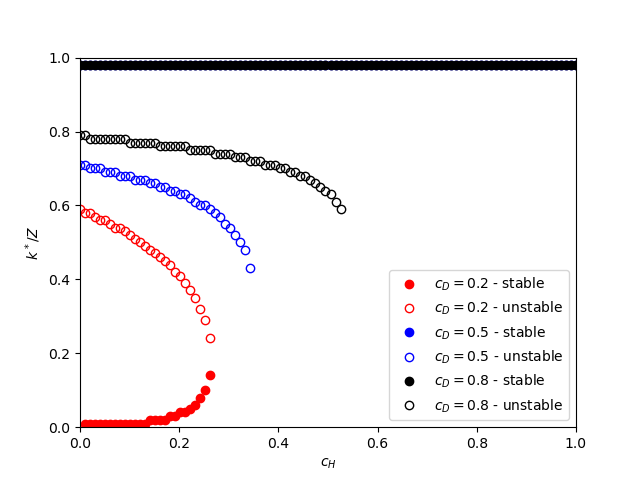 1.0
0.8
0.6
0.4
0.2
0.0
k*/Z
0.0 0.2 0.4 0.6 0.8 1.0
c_H
c_D = 0.2 - stable
c_D = 0.2 - unstable
c_D = 0.5 - stable
c_D = 0.5 - unstable
c_D = 0.8 - stable
c_D = 0.8 - unstable